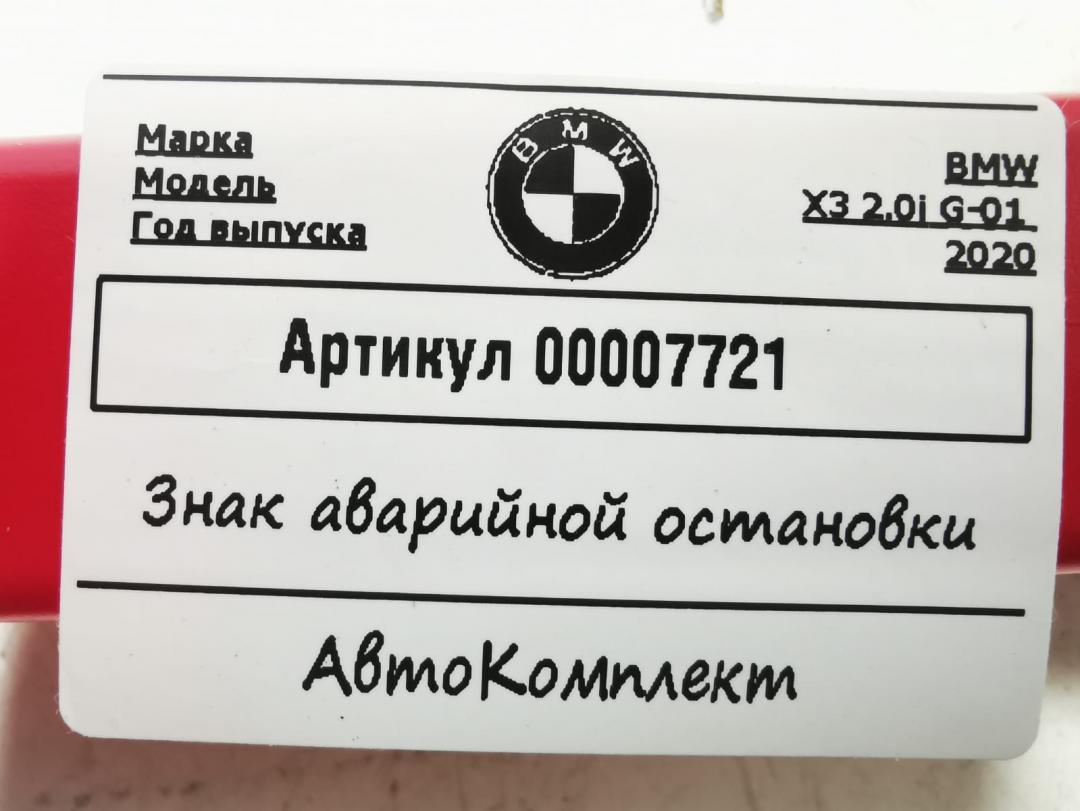 Марка
Модель
Год выпуска
BMW
BMW
X3 2.0i G-01
2020
Артикул 00007721
Знак аварийной остановки
АвтоКомплект